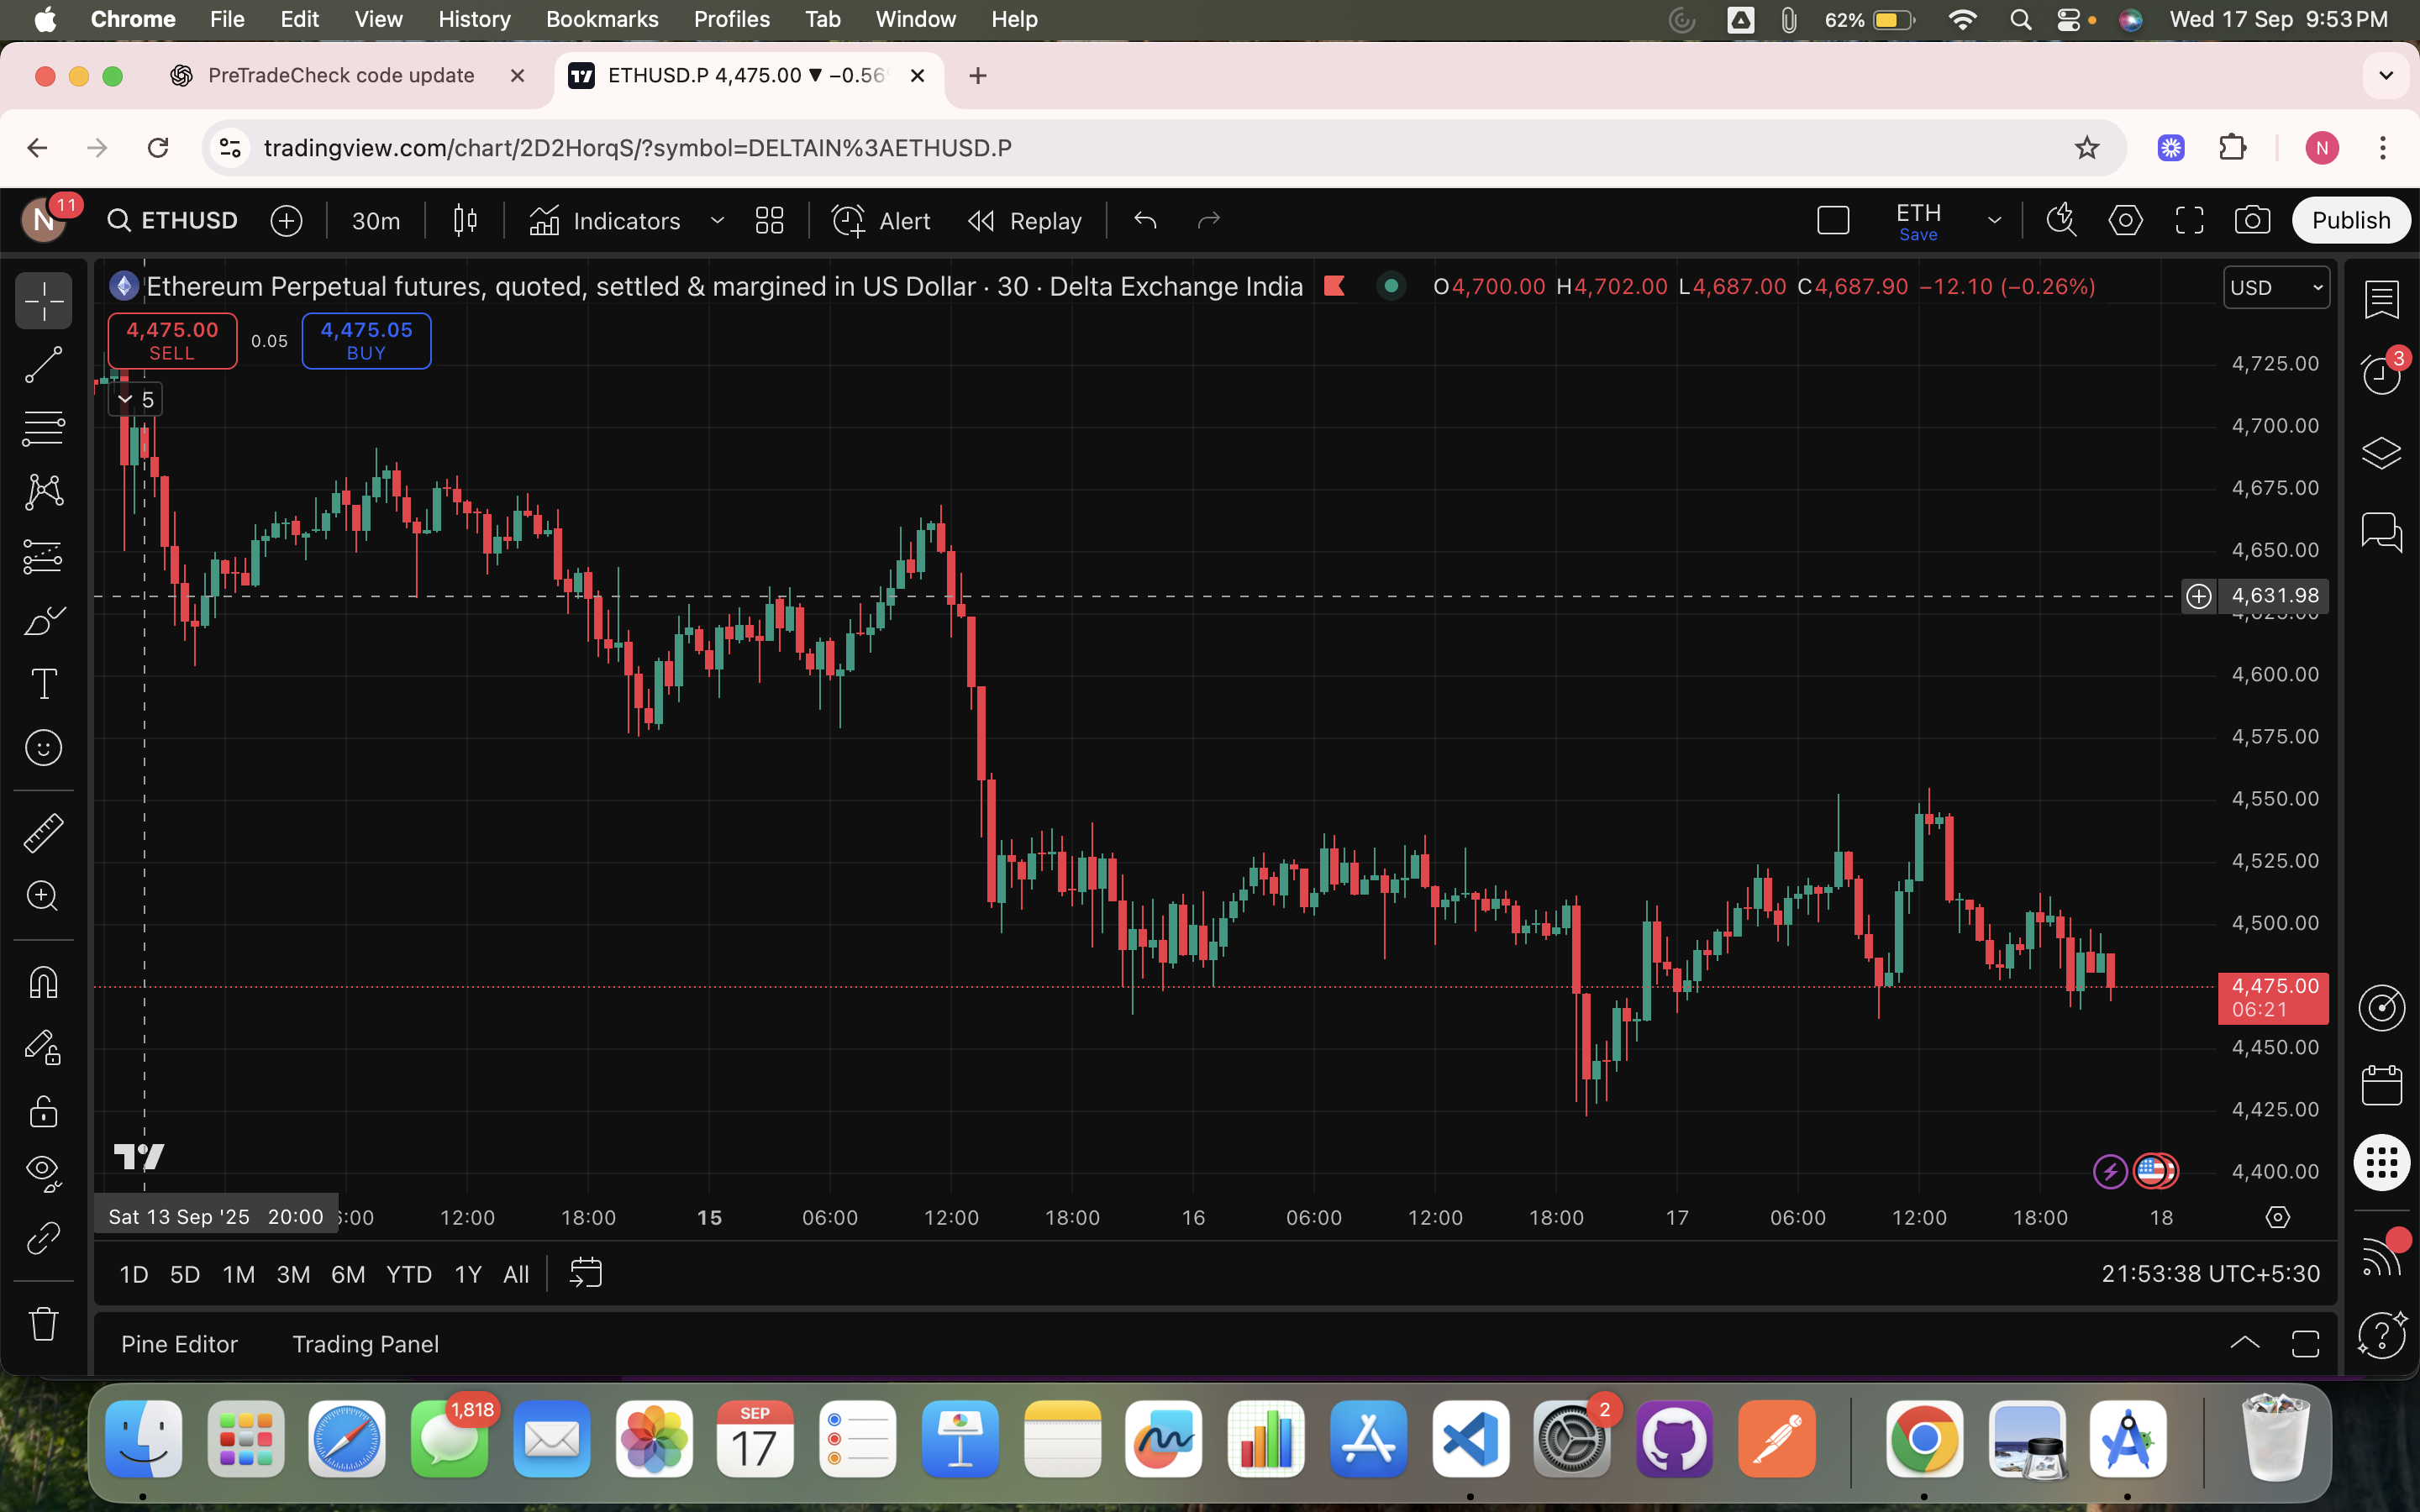 Chrome File Edit View History Bookmarks Profiles Tab Window Help 62% Wed 17 Sep 9:53 PM
PreTradeCheck code update ETHUSD.P 4,475.00 ▼ −0.56
tradingview.com/chart/2D2HorqS/?symbol=DELTAIN%3AETHUSD.P N
N 11 ETHUSD 30m Indicators Alert Replay ETH Save Publish
Ethereum Perpetual futures, quoted, settled & margined in US Dollar · 30 · Delta Exchange India O4,700.00 H4,702.00 L4,687.00 C4,687.90 −12.10 (−0.26%) USD
4,475.00 SELL 0.05 4,475.05 BUY
5
3
4,725.00
4,700.00
4,675.00
4,650.00
4,631.98
4,625.00
4,600.00
4,575.00
4,550.00
4,525.00
4,500.00
4,475.00
06:21
4,450.00
4,425.00
4,400.00
Sat 13 Sep '25 20:00 6:00 12:00 18:00 15 06:00 12:00 18:00 16 06:00 12:00 18:00 17 06:00 12:00 18:00 18
1D 5D 1M 3M 6M YTD 1Y All 21:53:38 UTC+5:30
Pine Editor Trading Panel
1,818
SEP
17
2